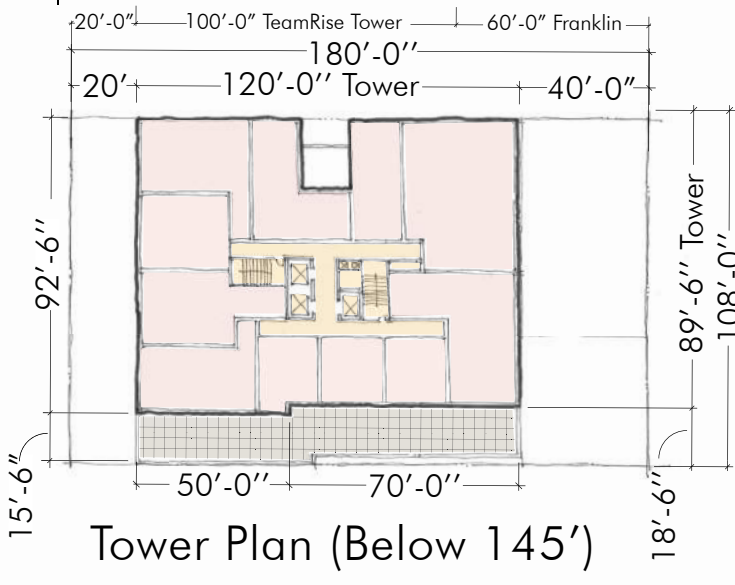 20'-0" 100'-0" TeamRise Tower 60'-0" Franklin
180'-0''
20' 120'-0'' Tower 40'-0"
92'-6''
89'-6'' Tower
108'-0''
15'-6"
50'-0'' 70'-0''
18'-6"
Tower Plan (Below 145')